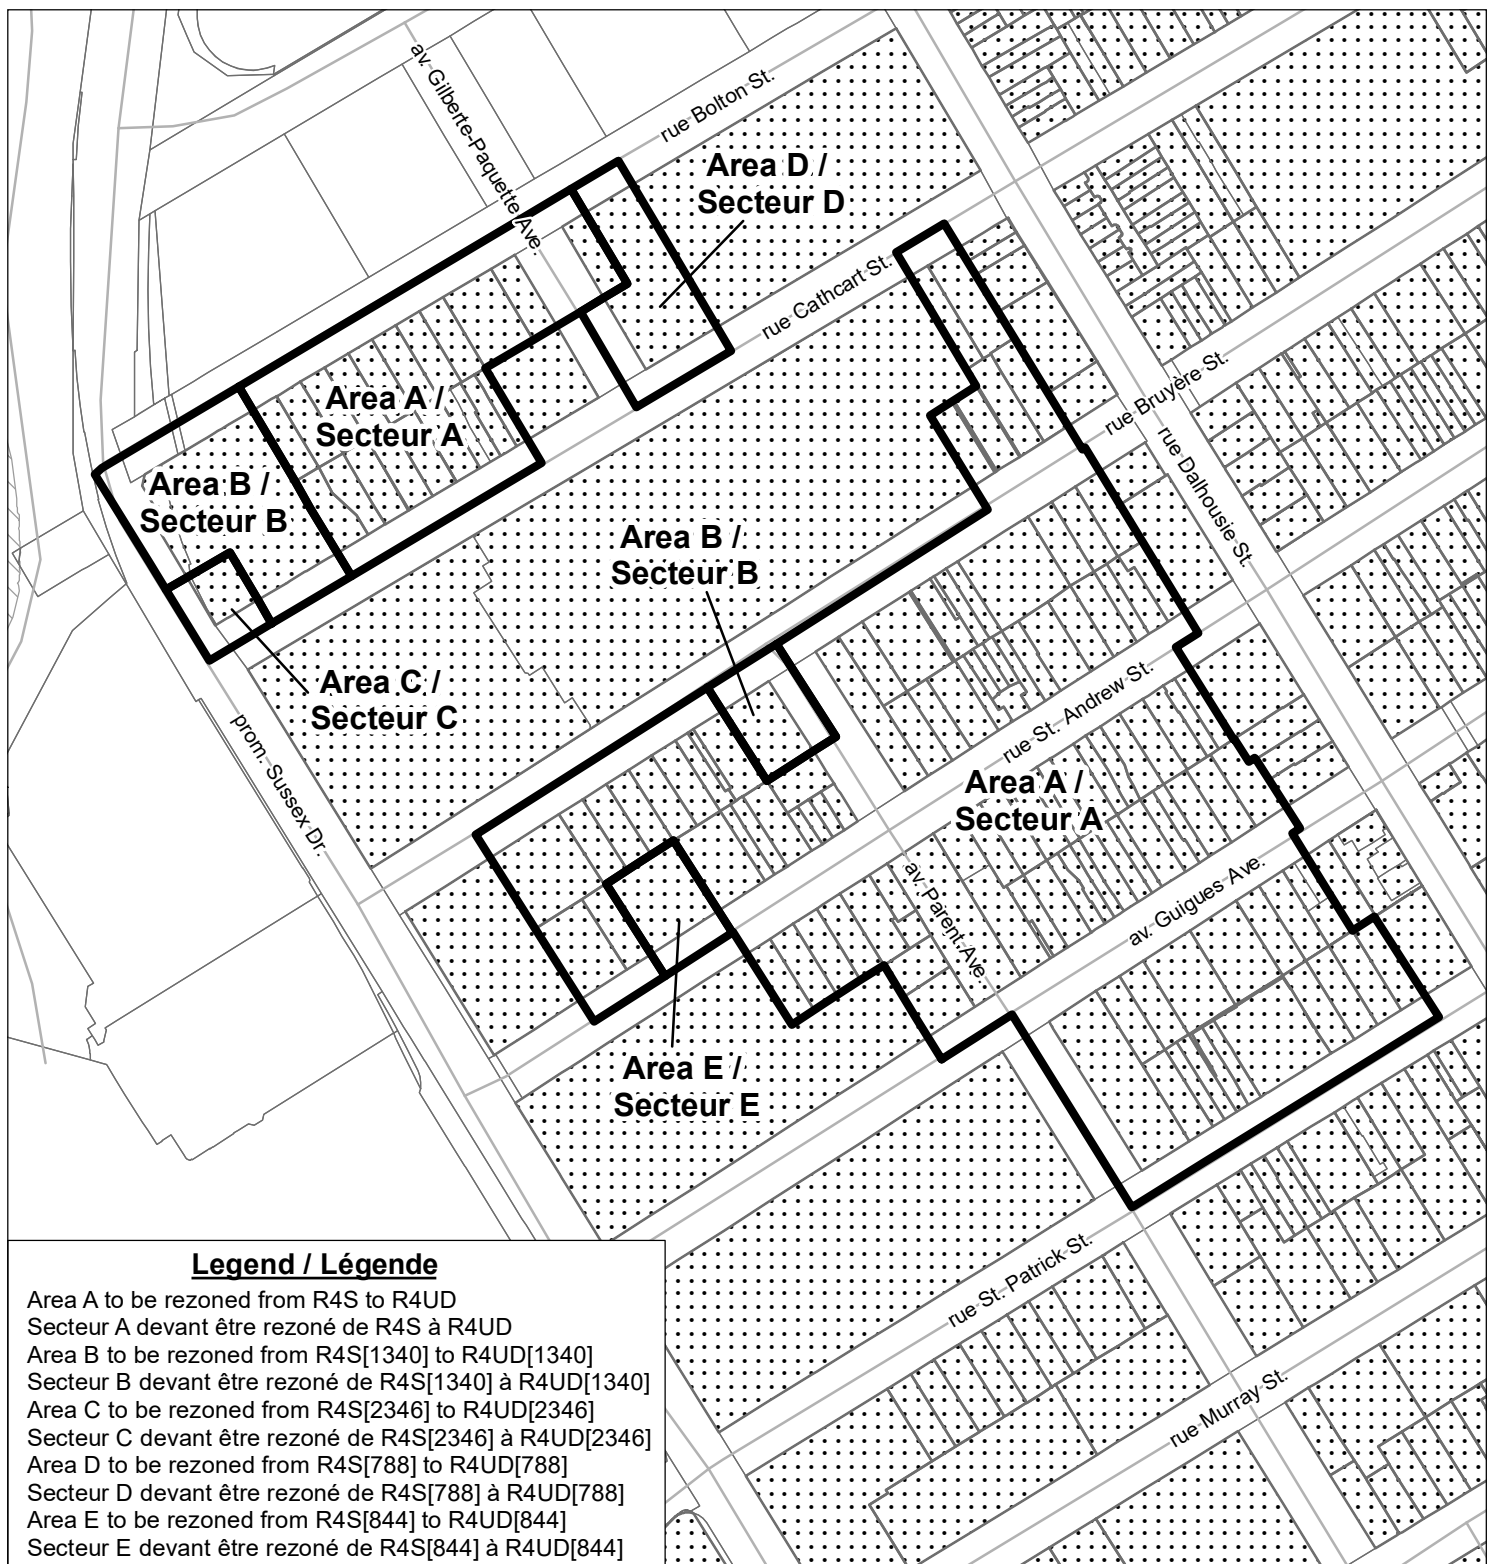 av. Gilberte-Paquette Ave.
rue Bolton St.
Area D /
Secteur D
rue Cathcart St.
Area A /
Secteur A
Area B /
Secteur B
rue Bruyère St.
rue Dalhousie St.
Area B /
Secteur B
Area C /
Secteur C
prom. Sussex Dr.
rue St. Andrew St.
Area A /
Secteur A
av. Parent Ave.
av. Guigues Ave.
Area E /
Secteur E
rue St. Patrick St.
rue Murray St.
Legend / Légende
Area A to be rezoned from R4S to R4UD
Secteur A devant être rezoné de R4S à R4UD
Area B to be rezoned from R4S[1340] to R4UD[1340]
Secteur B devant être rezoné de R4S[1340] à R4UD[1340]
Area C to be rezoned from R4S[2346] to R4UD[2346]
Secteur C devant être rezoné de R4S[2346] à R4UD[2346]
Area D to be rezoned from R4S[788] to R4UD[788]
Secteur D devant être rezoné de R4S[788] à R4UD[788]
Area E to be rezoned from R4S[844] to R4UD[844]
Secteur E devant être rezoné de R4S[844] à R4UD[844]